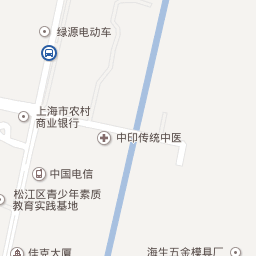 绿源电动车
上海市农村
商业银行
中印传统中医
中国电信
松江区青少年素质
教育实践基地
佳克大厦
海生五金模具厂